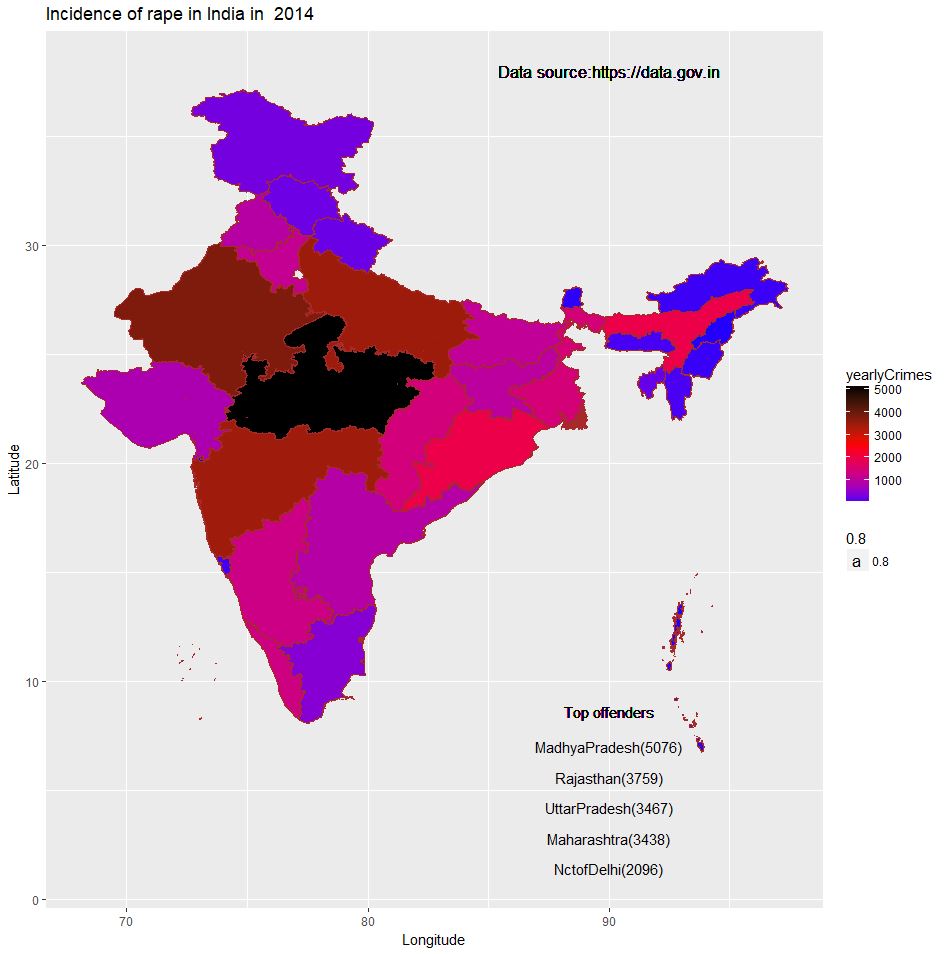 Incidence of rape in India in  2014
Data source:https://data.gov.in
30
20
10
0
Latitude
70
80
90
Longitude
yearlyCrimes
5000
4000
3000
2000
1000
0.8
a 0.8
Top offenders
MadhyaPradesh(5076)
Rajasthan(3759)
UttarPradesh(3467)
Maharashtra(3438)
NctofDelhi(2096)